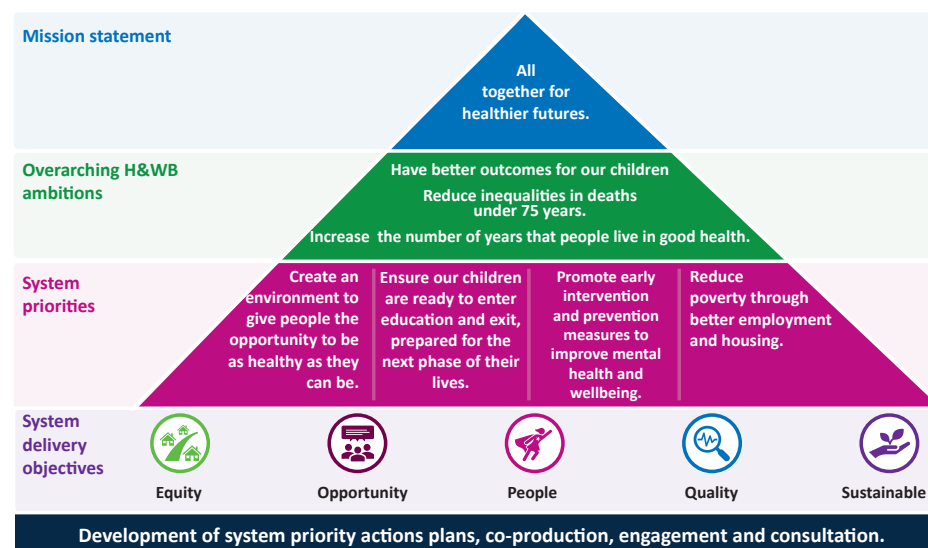 Mission statement
All
together for
healthier futures.
Overarching H&WB
ambitions
Have better outcomes for our children
Reduce inequalities in deaths
under 75 years.
Increase the number of years that people live in good health.
System
priorities
Create an
environment to
give people the
opportunity to be
as healthy as they
can be.
Ensure our children
are ready to enter
education and exit,
prepared for the
next phase of their
lives.
Promote early
intervention
and prevention
measures to
improve mental
health and
wellbeing.
Reduce
poverty through
better employment
and housing.
System
delivery
objectives
Equity
Opportunity
People
Quality
Sustainable
Development of system priority actions plans, co-production, engagement and consultation.